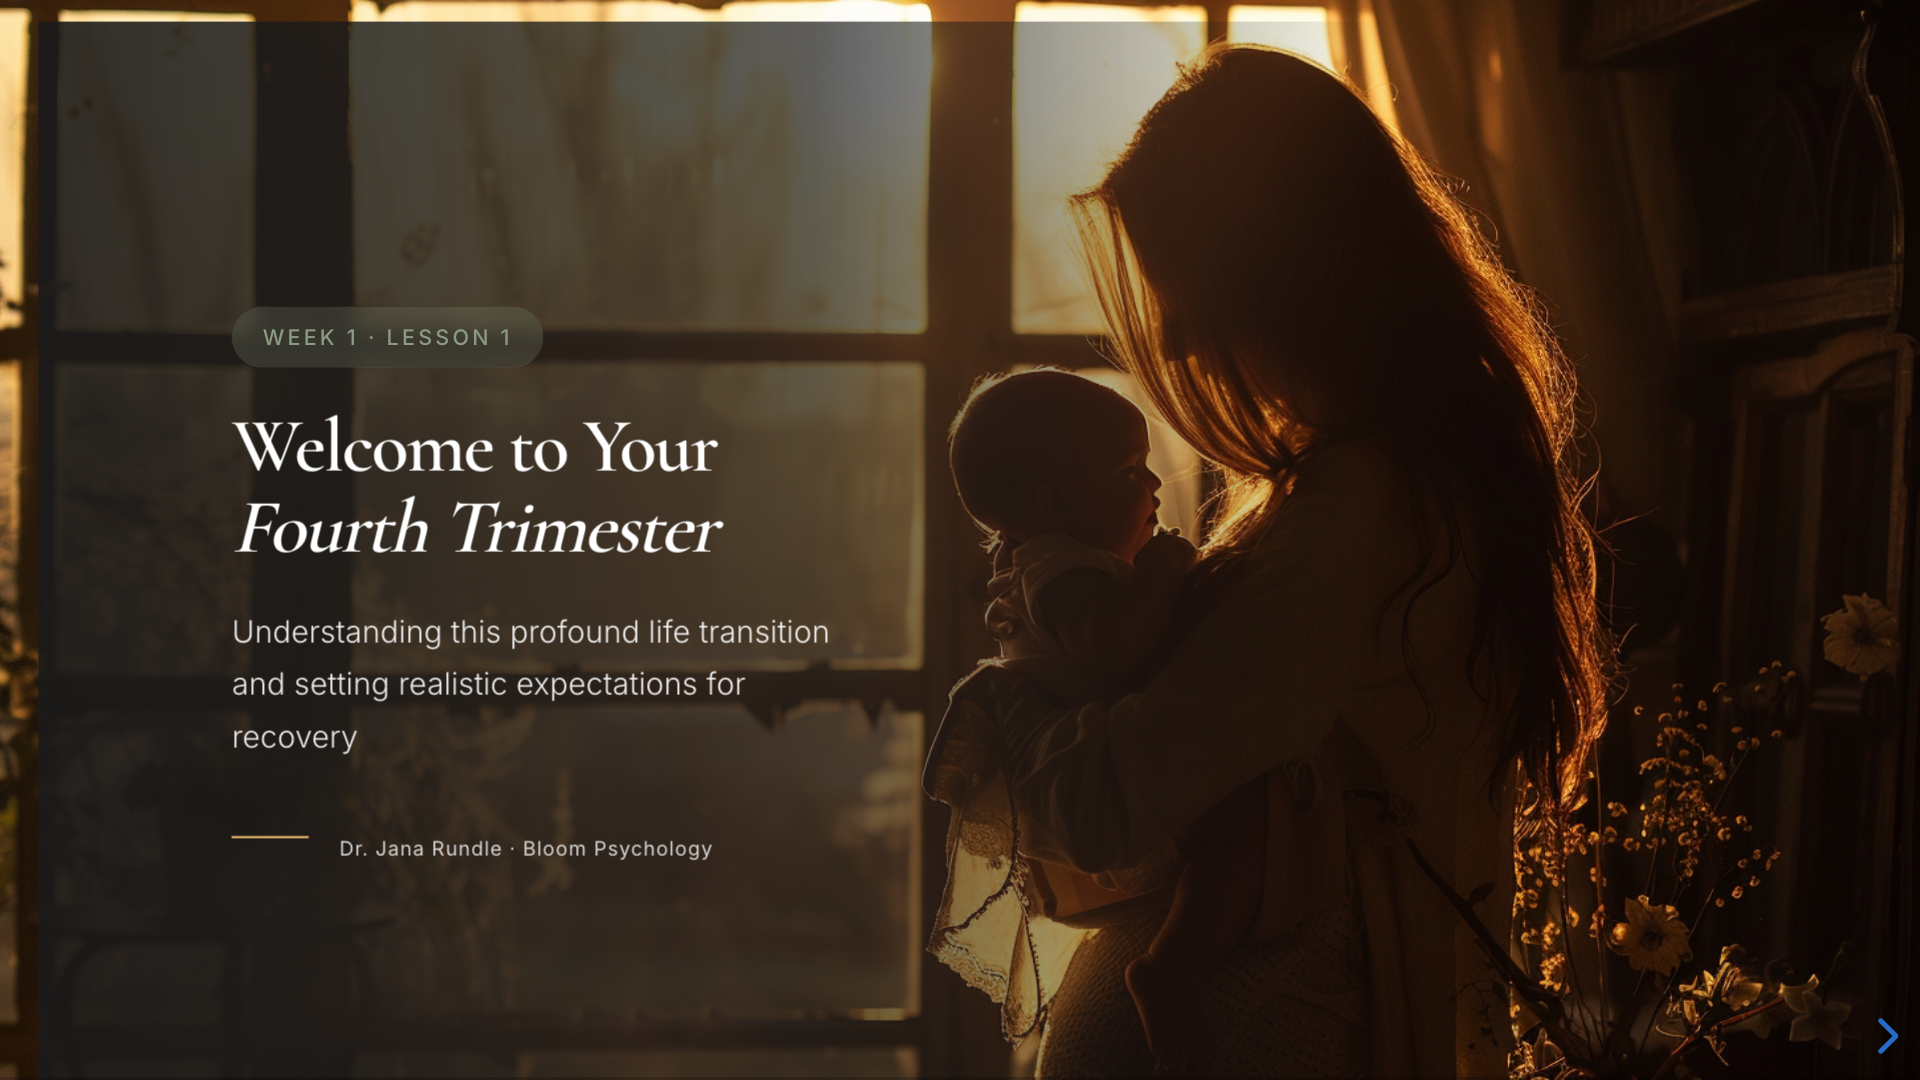 WEEK 1 · LESSON 1
Welcome to Your
Fourth Trimester
Understanding this profound life transition
and setting realistic expectations for
recovery
Dr. Jana Rundle · Bloom Psychology